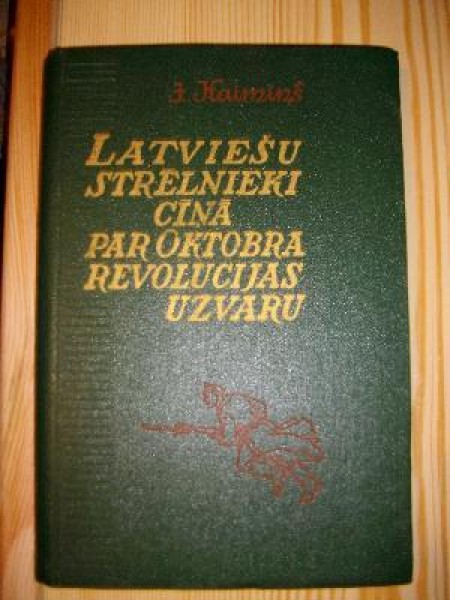 J. Kaimiņš
LATVIEŠU
STRĒLNIEKI
CĪŅĀ
PAR OKTOBRA
REVOLŪCIJAS
UZVARU